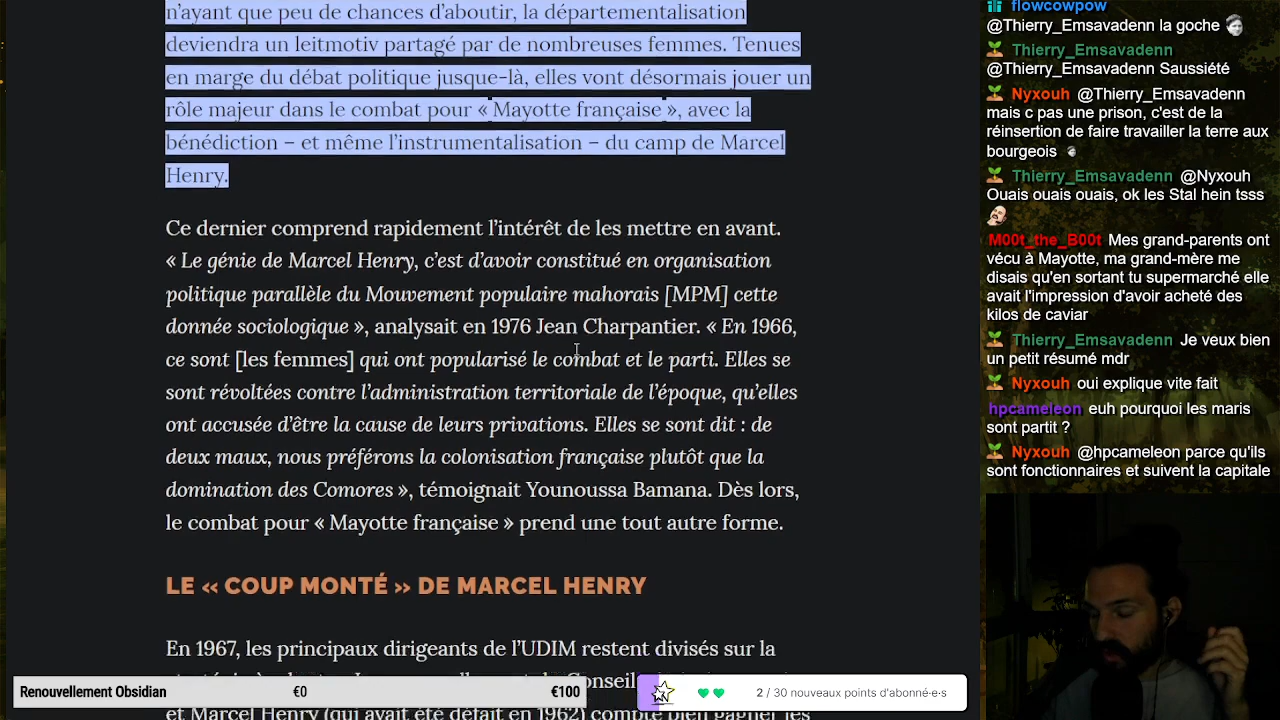 n’ayant que peu de chances d’aboutir, la départementalisation
deviendra un leitmotiv partagé par de nombreuses femmes. Tenues
en marge du débat politique jusque-là, elles vont désormais jouer un
rôle majeur dans le combat pour « Mayotte française », avec la
bénédiction – et même l’instrumentalisation – du camp de Marcel
Henry.
Ce dernier comprend rapidement l’intérêt de les mettre en avant.
« Le génie de Marcel Henry, c’est d’avoir constitué en organisation
politique parallèle du Mouvement populaire mahorais [MPM] cette
donnée sociologique », analysait en 1976 Jean Charpantier. « En 1966,
ce sont [les femmes] qui ont popularisé le combat et le parti. Elles se
sont révoltées contre l’administration territoriale de l’époque, qu’elles
ont accusée d’être la cause de leurs privations. Elles se sont dit : de
deux maux, nous préférons la colonisation française plutôt que la
domination des Comores », témoignait Younoussa Bamana. Dès lors,
le combat pour « Mayotte française » prend une tout autre forme.
LE « COUP MONTÉ » DE MARCEL HENRY
En 1967, les principaux dirigeants de l’UDIM restent divisés sur la
Conseil
et Marcel Henry (qui avait été défait en 1962) compte bien gagner les
Renouvellement Obsidian €0 €100
2 / 30 nouveaux points d'abonné·e·s
flowcowpow
@Thierry_Emsavadenn la goche
Thierry_Emsavadenn
@Thierry_Emsavadenn Saussiété
Nyxouh @Thierry_Emsavadenn
mais c pas une prison, c'est de la
réinsertion de faire travailler la terre aux
bourgeois
Thierry_Emsavadenn @Nyxouh
Ouais ouais ouais, ok les Stal hein tsss
M00t_the_B00t Mes grand-parents ont
vécu à Mayotte, ma grand-mère me
disais qu'en sortant tu supermarché elle
avait l'impression d'avoir acheté des
kilos de caviar
Thierry_Emsavadenn Je veux bien
un petit résumé mdr
Nyxouh oui explique vite fait
hpcameleon euh pourquoi les maris
sont partit ?
Nyxouh @hpcameleon parce qu'ils
sont fonctionnaires et suivent la capitale